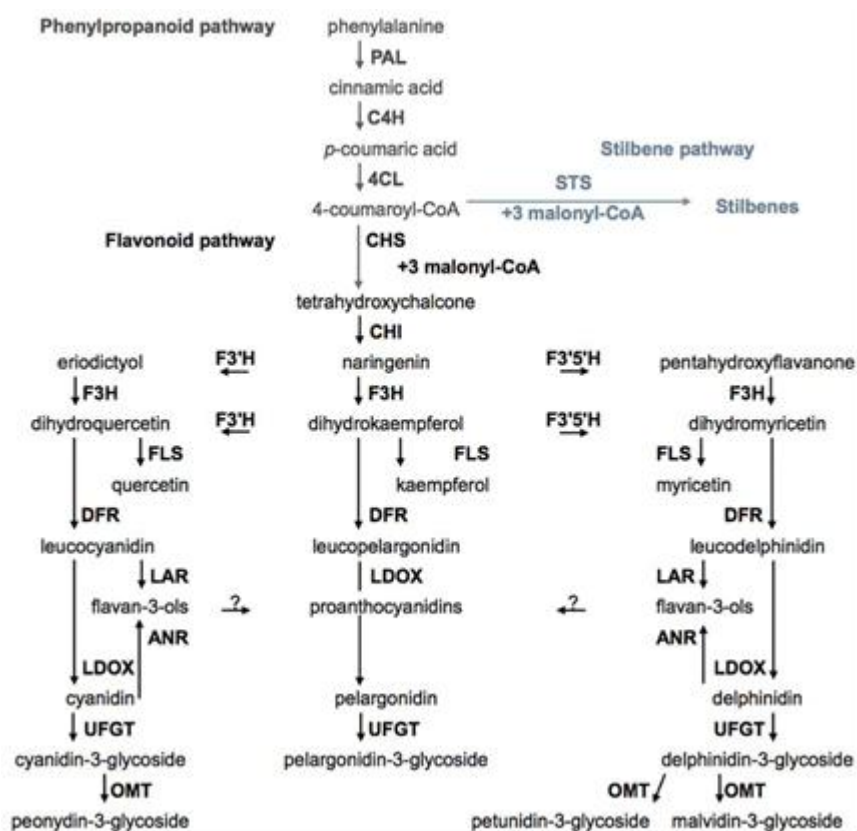 Phenylpropanoid pathway phenylalanine
PAL
cinnamic acid
C4H
p-coumaric acid Stilbene pathway
4CL STS
4-coumaroyl-CoA +3 malonyl-CoA Stilbenes
Flavonoid pathway CHS
+3 malonyl-CoA
tetrahydroxychalcone
CHI
eriodictyol F3'H naringenin F3'5'H pentahydroxyflavanone
F3H F3H F3H
dihydroquercetin F3'H dihydrokaempferol F3'5'H dihydromyricetin
FLS FLS FLS
quercetin kaempferol myricetin
DFR DFR DFR
leucocyanidin leucopelargonidin leucodelphinidin
LAR LDOX LAR
flavan-3-ols ? proanthocyanidins ? flavan-3-ols
ANR ANR
LDOX LDOX
cyanidin pelargonidin delphinidin
UFGT UFGT UFGT
cyanidin-3-glycoside pelargonidin-3-glycoside delphinidin-3-glycoside
OMT OMT OMT
peonydin-3-glycoside petunidin-3-glycoside malvidin-3-glycoside